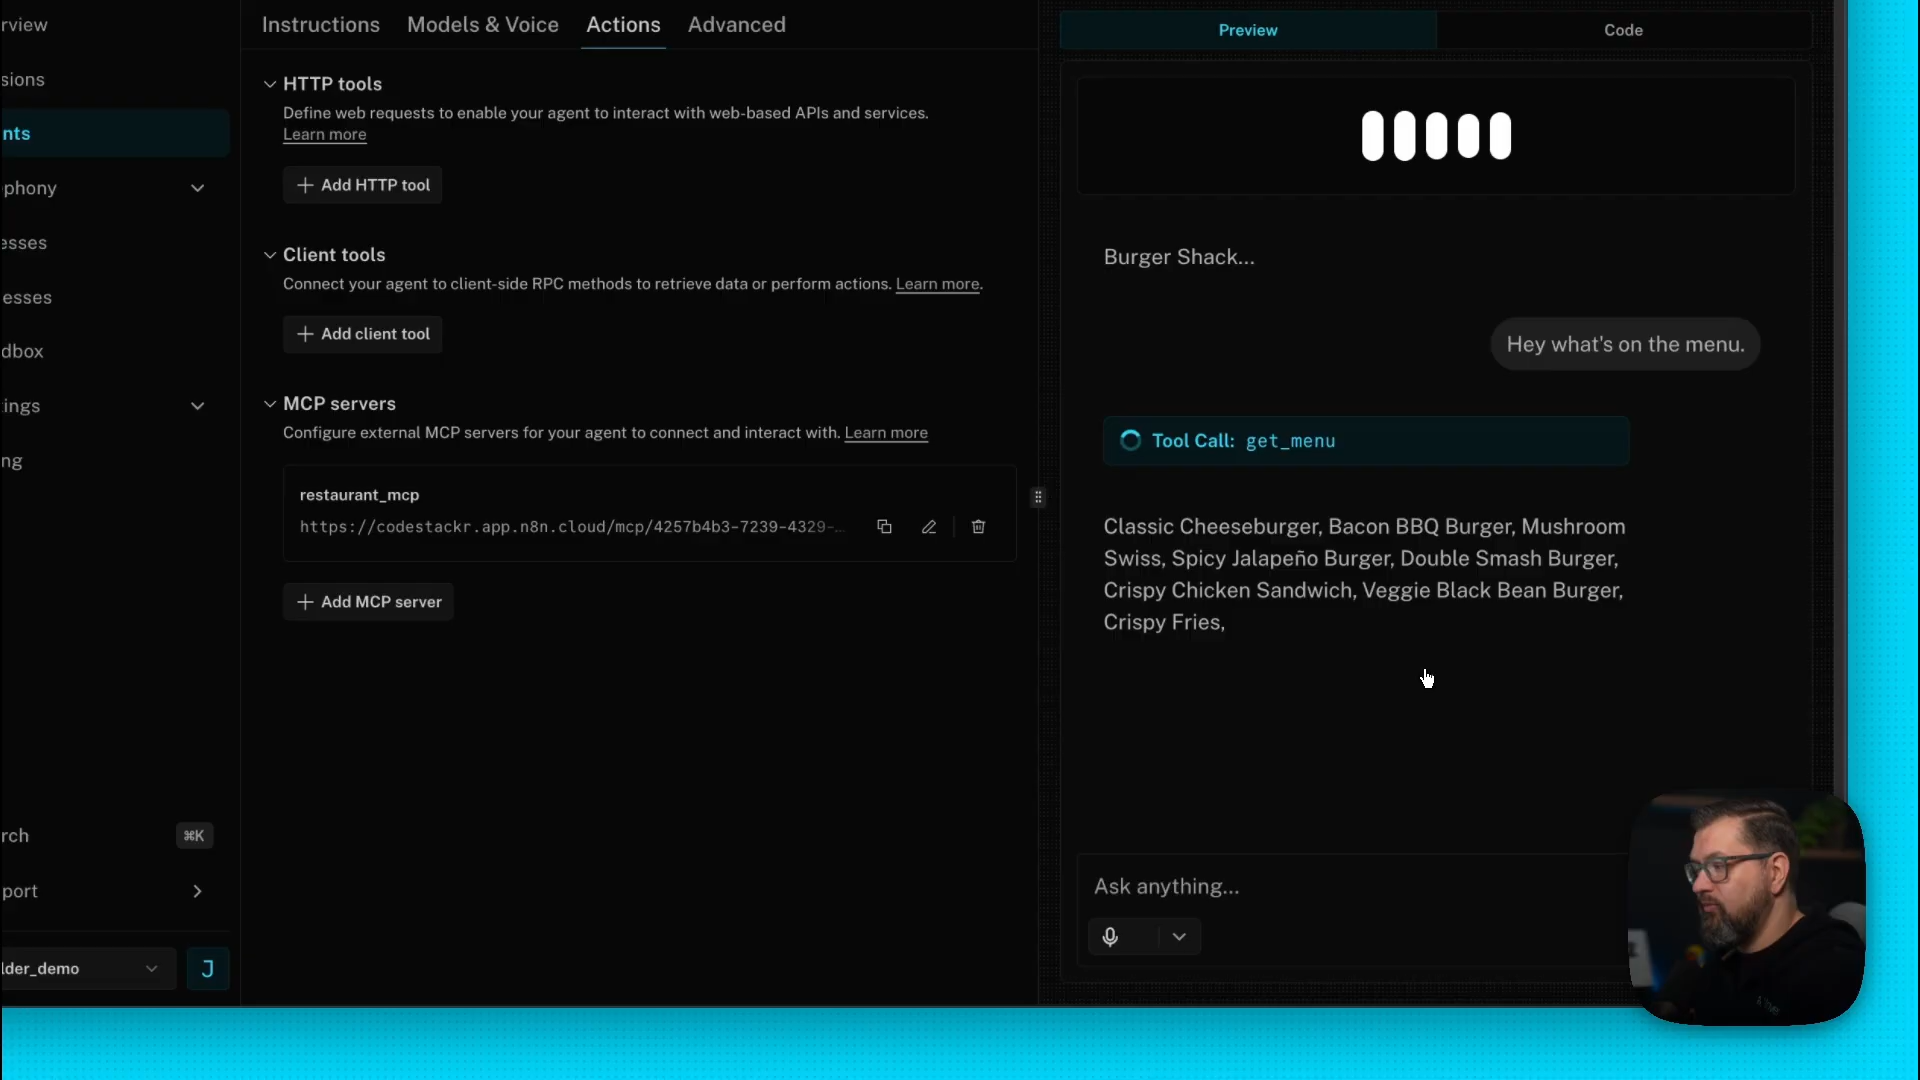 rview
sions
nts
phony
esses
esses
dbox
ings
ng
rch
⌘K
port
lder_demo
J
Instructions
Models & Voice
Actions
Advanced
HTTP tools
Define web requests to enable your agent to interact with web-based APIs and services.
Learn more
Add HTTP tool
Client tools
Connect your agent to client-side RPC methods to retrieve data or perform actions. Learn more.
Add client tool
MCP servers
Configure external MCP servers for your agent to connect and interact with. Learn more
restaurant_mcp
https://codestackr.app.n8n.cloud/mcp/4257b4b3-7239-4329-…
Add MCP server
Preview
Code
Burger Shack...
Hey what's on the menu.
Tool Call: get_menu
Classic Cheeseburger, Bacon BBQ Burger, Mushroom
Swiss, Spicy Jalapeño Burger, Double Smash Burger,
Crispy Chicken Sandwich, Veggie Black Bean Burger,
Crispy Fries,
Ask anything...